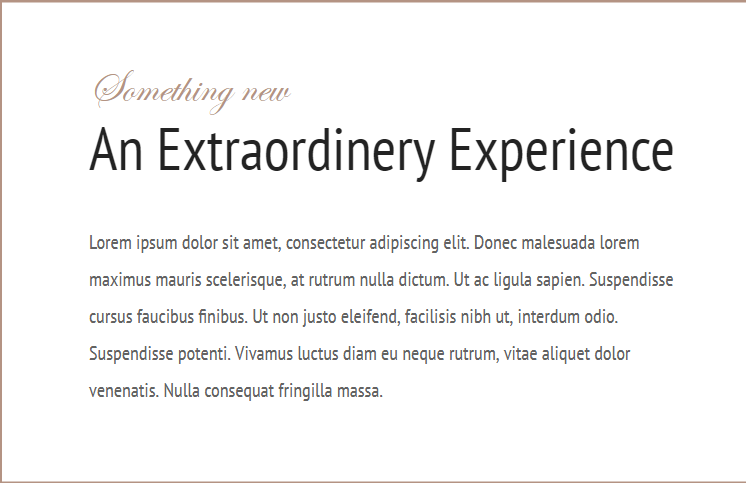 Something new
An Extraordinery Experience
Lorem ipsum dolor sit amet, consectetur adipiscing elit. Donec malesuada lorem
maximus mauris scelerisque, at rutrum nulla dictum. Ut ac ligula sapien. Suspendisse
cursus faucibus finibus. Ut non justo eleifend, facilisis nibh ut, interdum odio.
Suspendisse potenti. Vivamus luctus diam eu neque rutrum, vitae aliquet dolor
venenatis. Nulla consequat fringilla massa.